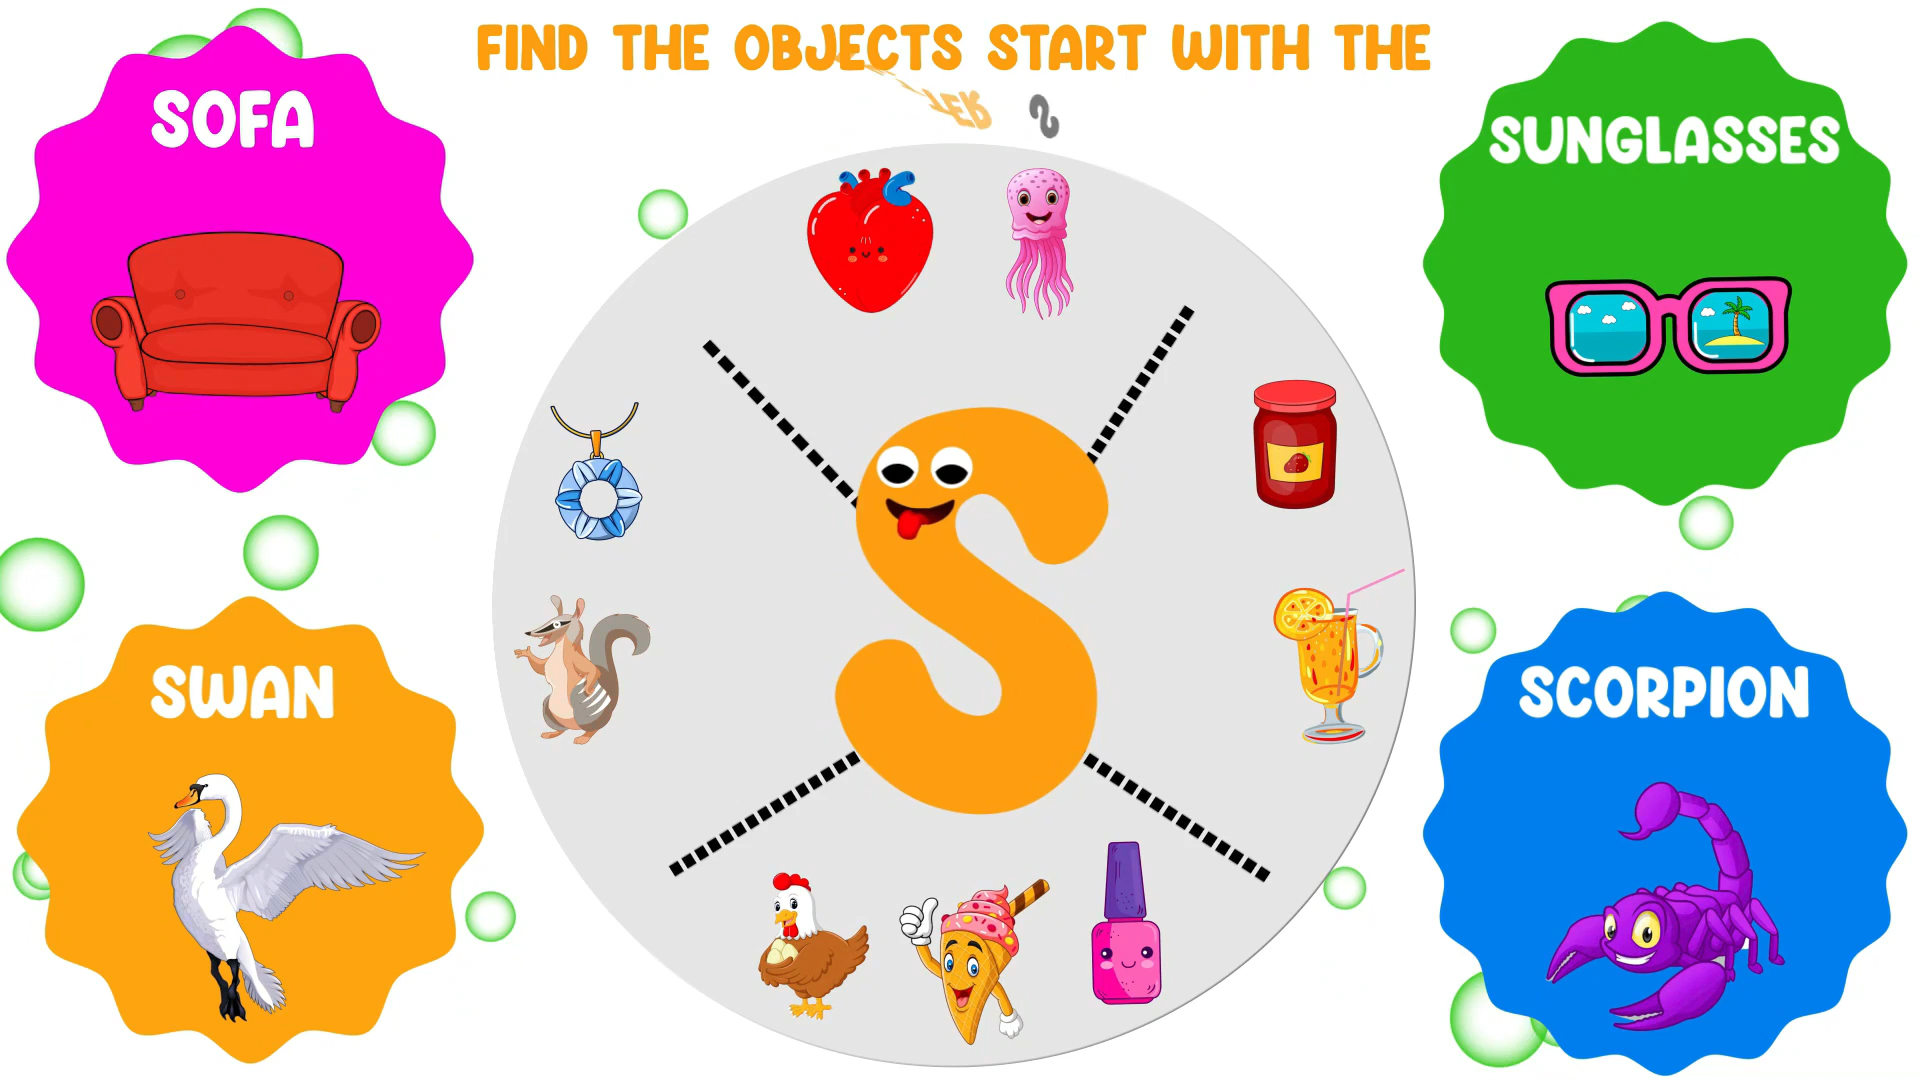 FIND THE OBJECTS START WITH THE
S
SOFA
SUNGLASSES
S
SWAN
SCORPION